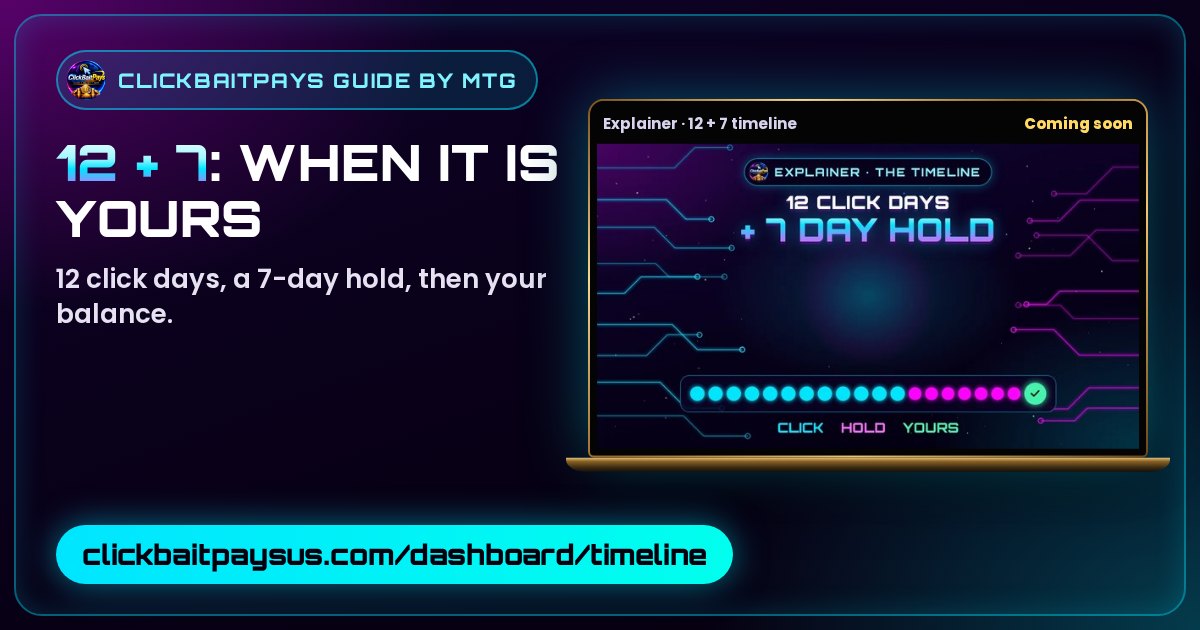 ClickBaitPays
CLICKBAITPAYS GUIDE BY MTG
12 + 7: WHEN IT IS
YOURS
12 click days, a 7-day hold, then your
balance.
Explainer · 12 + 7 timeline
Coming soon
EXPLAINER · THE TIMELINE
12 CLICK DAYS
+ 7 DAY HOLD
CLICK HOLD YOURS
clickbaitpaysus.com/dashboard/timeline